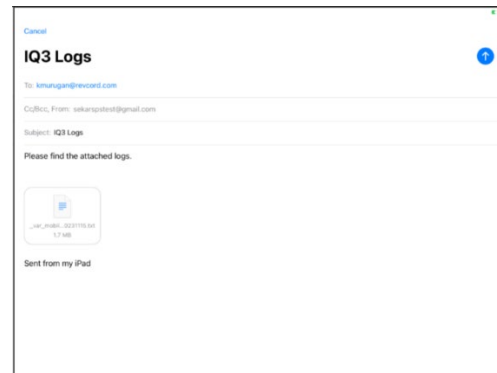 Cancel
IQ3 Logs
To: kmurugan@revcord.com
Cc/Bcc, From: sekarspstest@gmail.com
Subject: IQ3 Logs
Please find the attached logs.
1.7 MB
Sent from my iPad